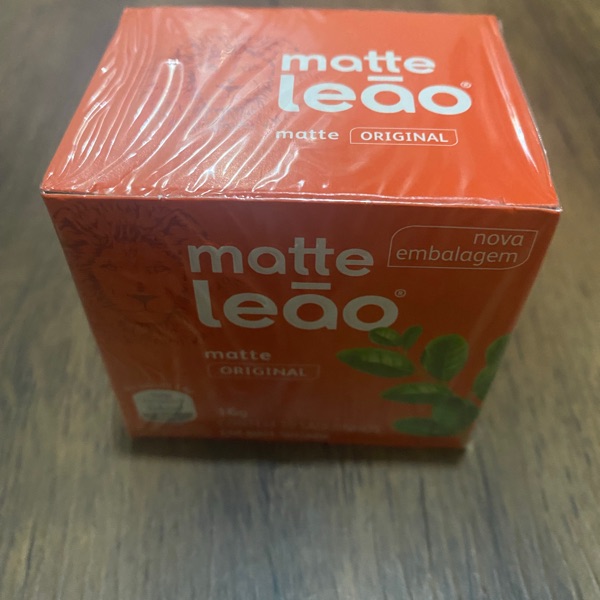 matte
leão®
matte ORIGINAL
nova
embalagem
matte
leão®
matte
ORIGINAL